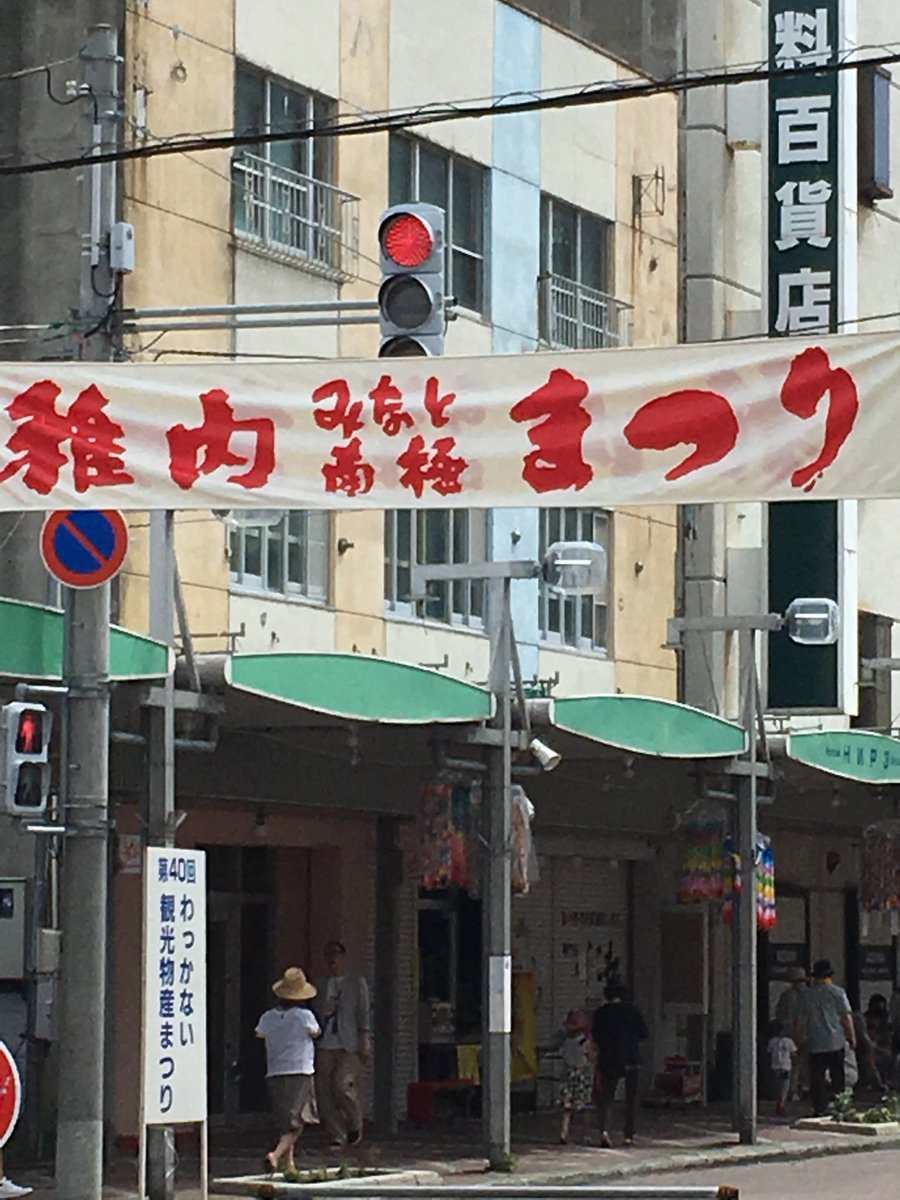 料百貨店
稚内 みなと南極 まつり
第40回 わっかない
観光物産まつり